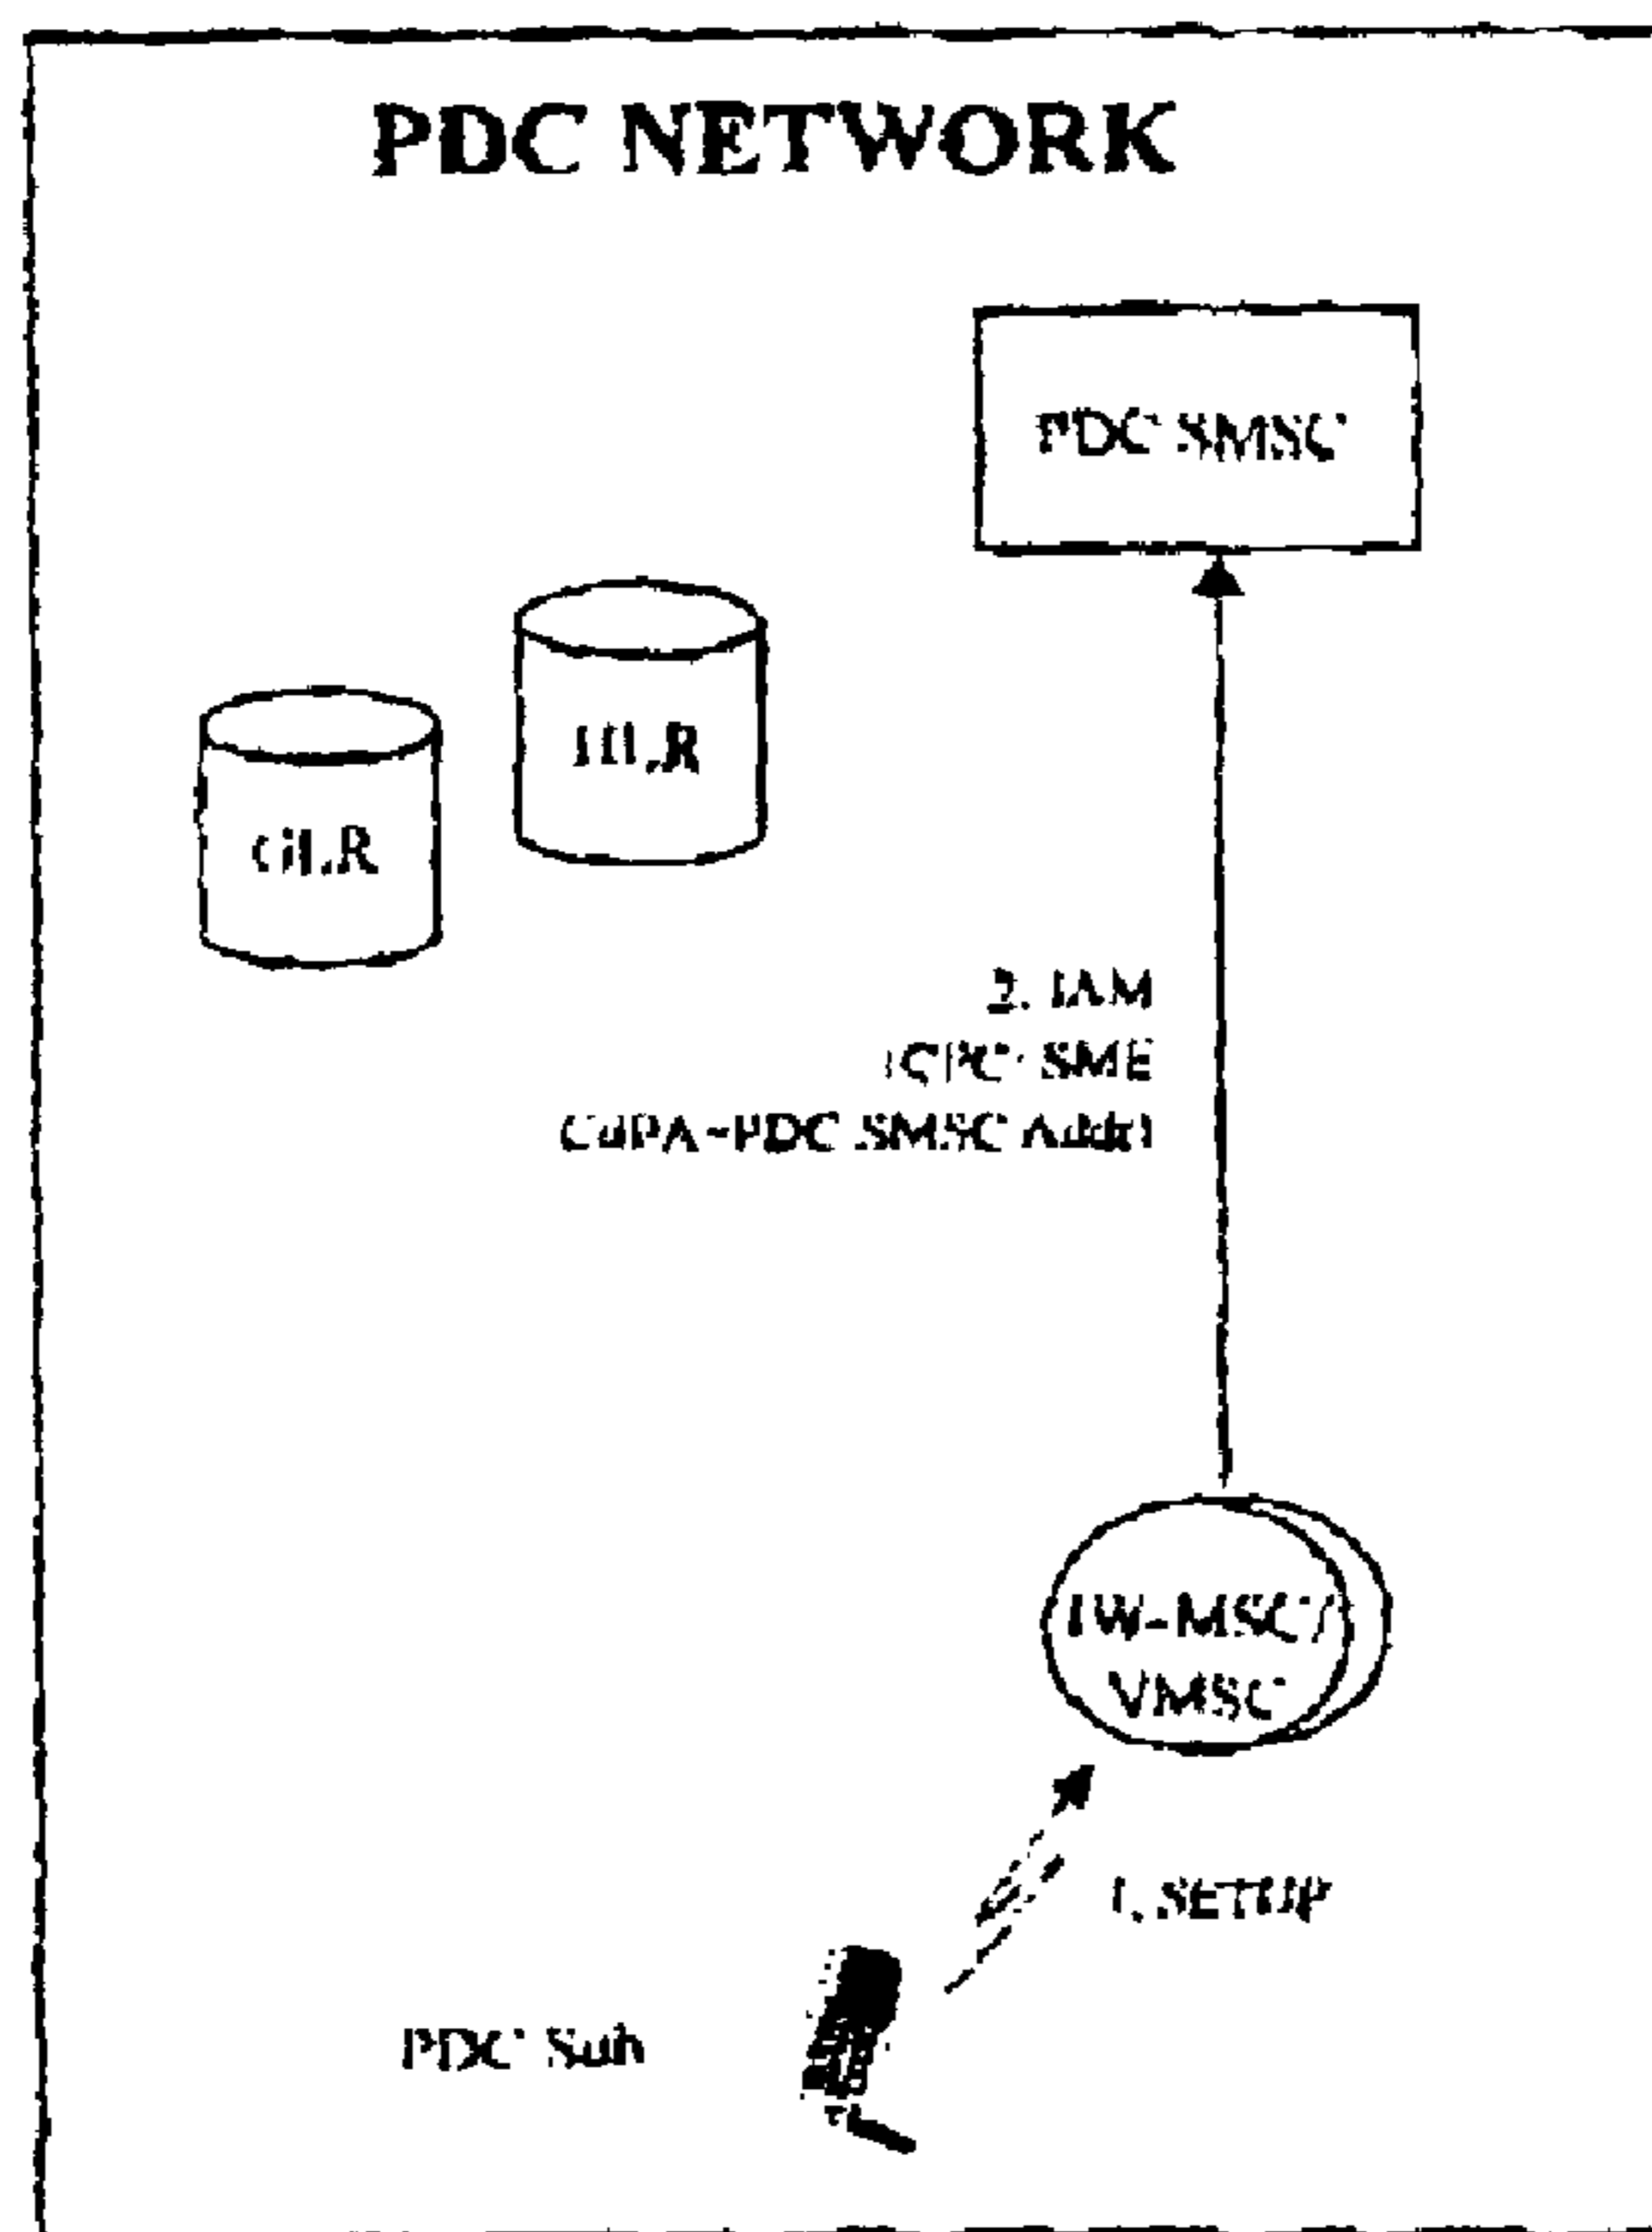 PDC NETWORK
PDC SMSC
HLR
GLR
2. IAM
SME
CdPA=PDC SMSC Addr)
IW-MSC/
VMSC
1. SETUP
PDC Sub